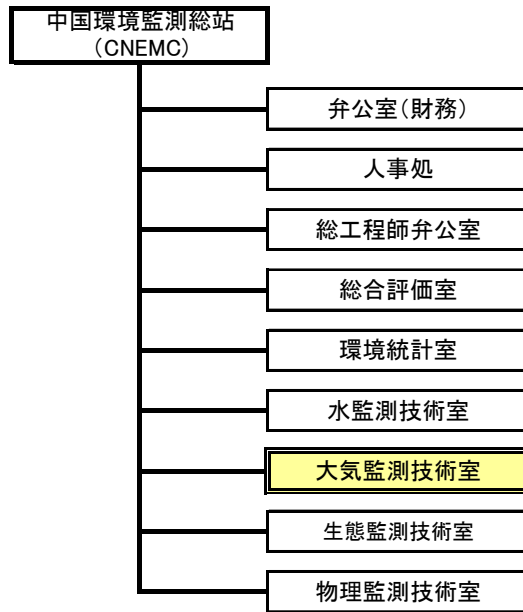 中国環境監測総站
（CNEMC）
弁公室（財務）
人事処
総工程師弁公室
総合評価室
環境統計室
水監測技術室
大気監測技術室
生態監測技術室
物理監測技術室